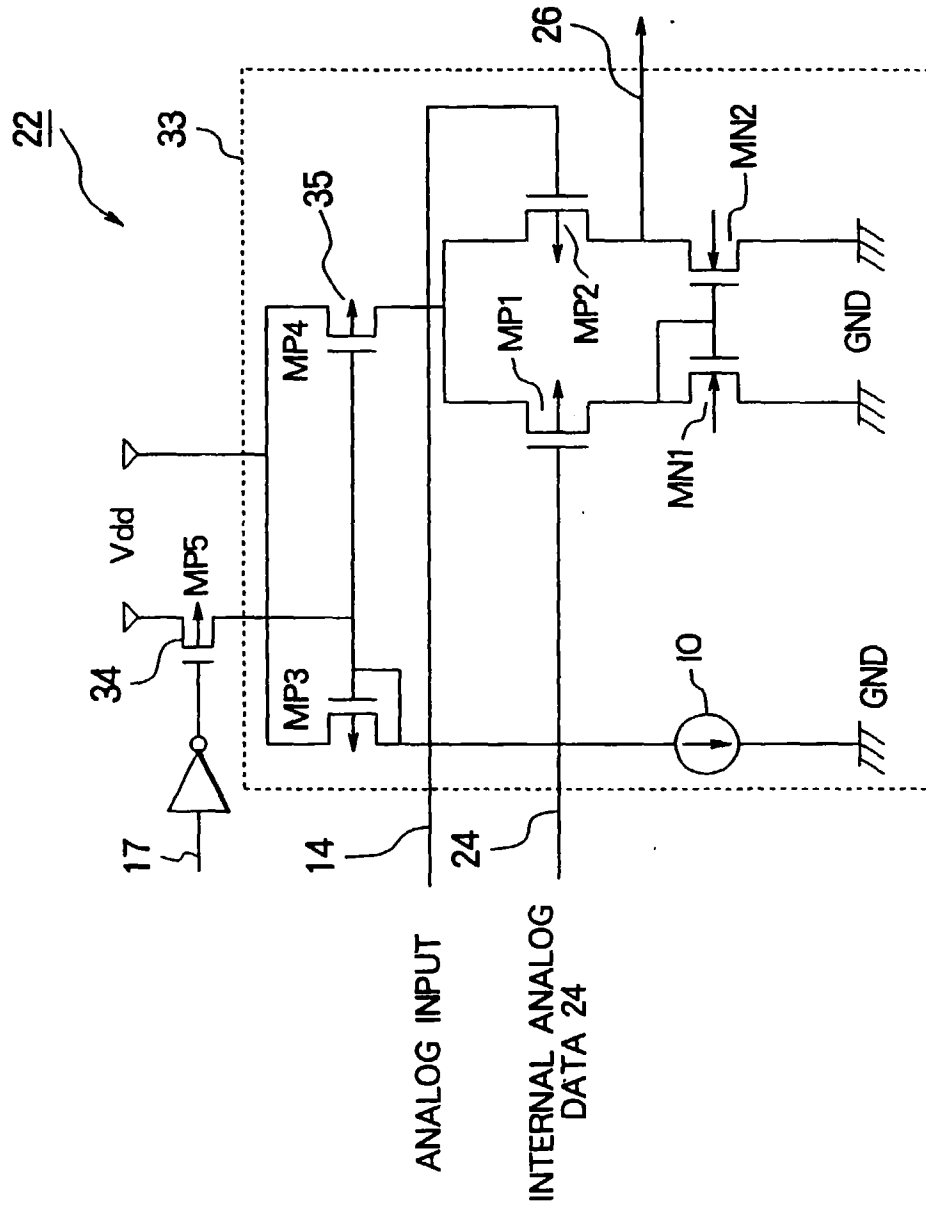 22
33
Vdd
34
MP5
17
MP3
MP4
35
14
ANALOG INPUT
24
INTERNAL ANALOG
DATA 24
MP1
MP2
26
MN1
MN2
IO
GND
GND